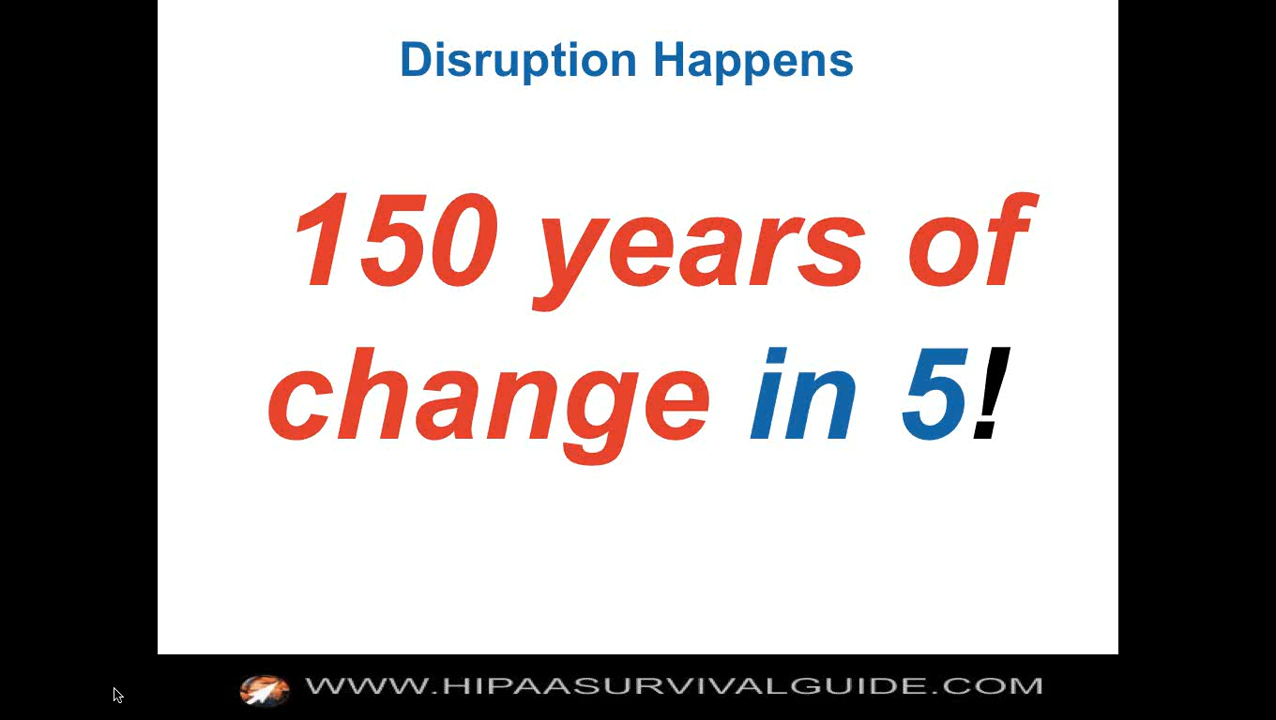 Disruption Happens
150 years of
change in 5!
WWW.HIPAASURVIVALGUIDE.COM